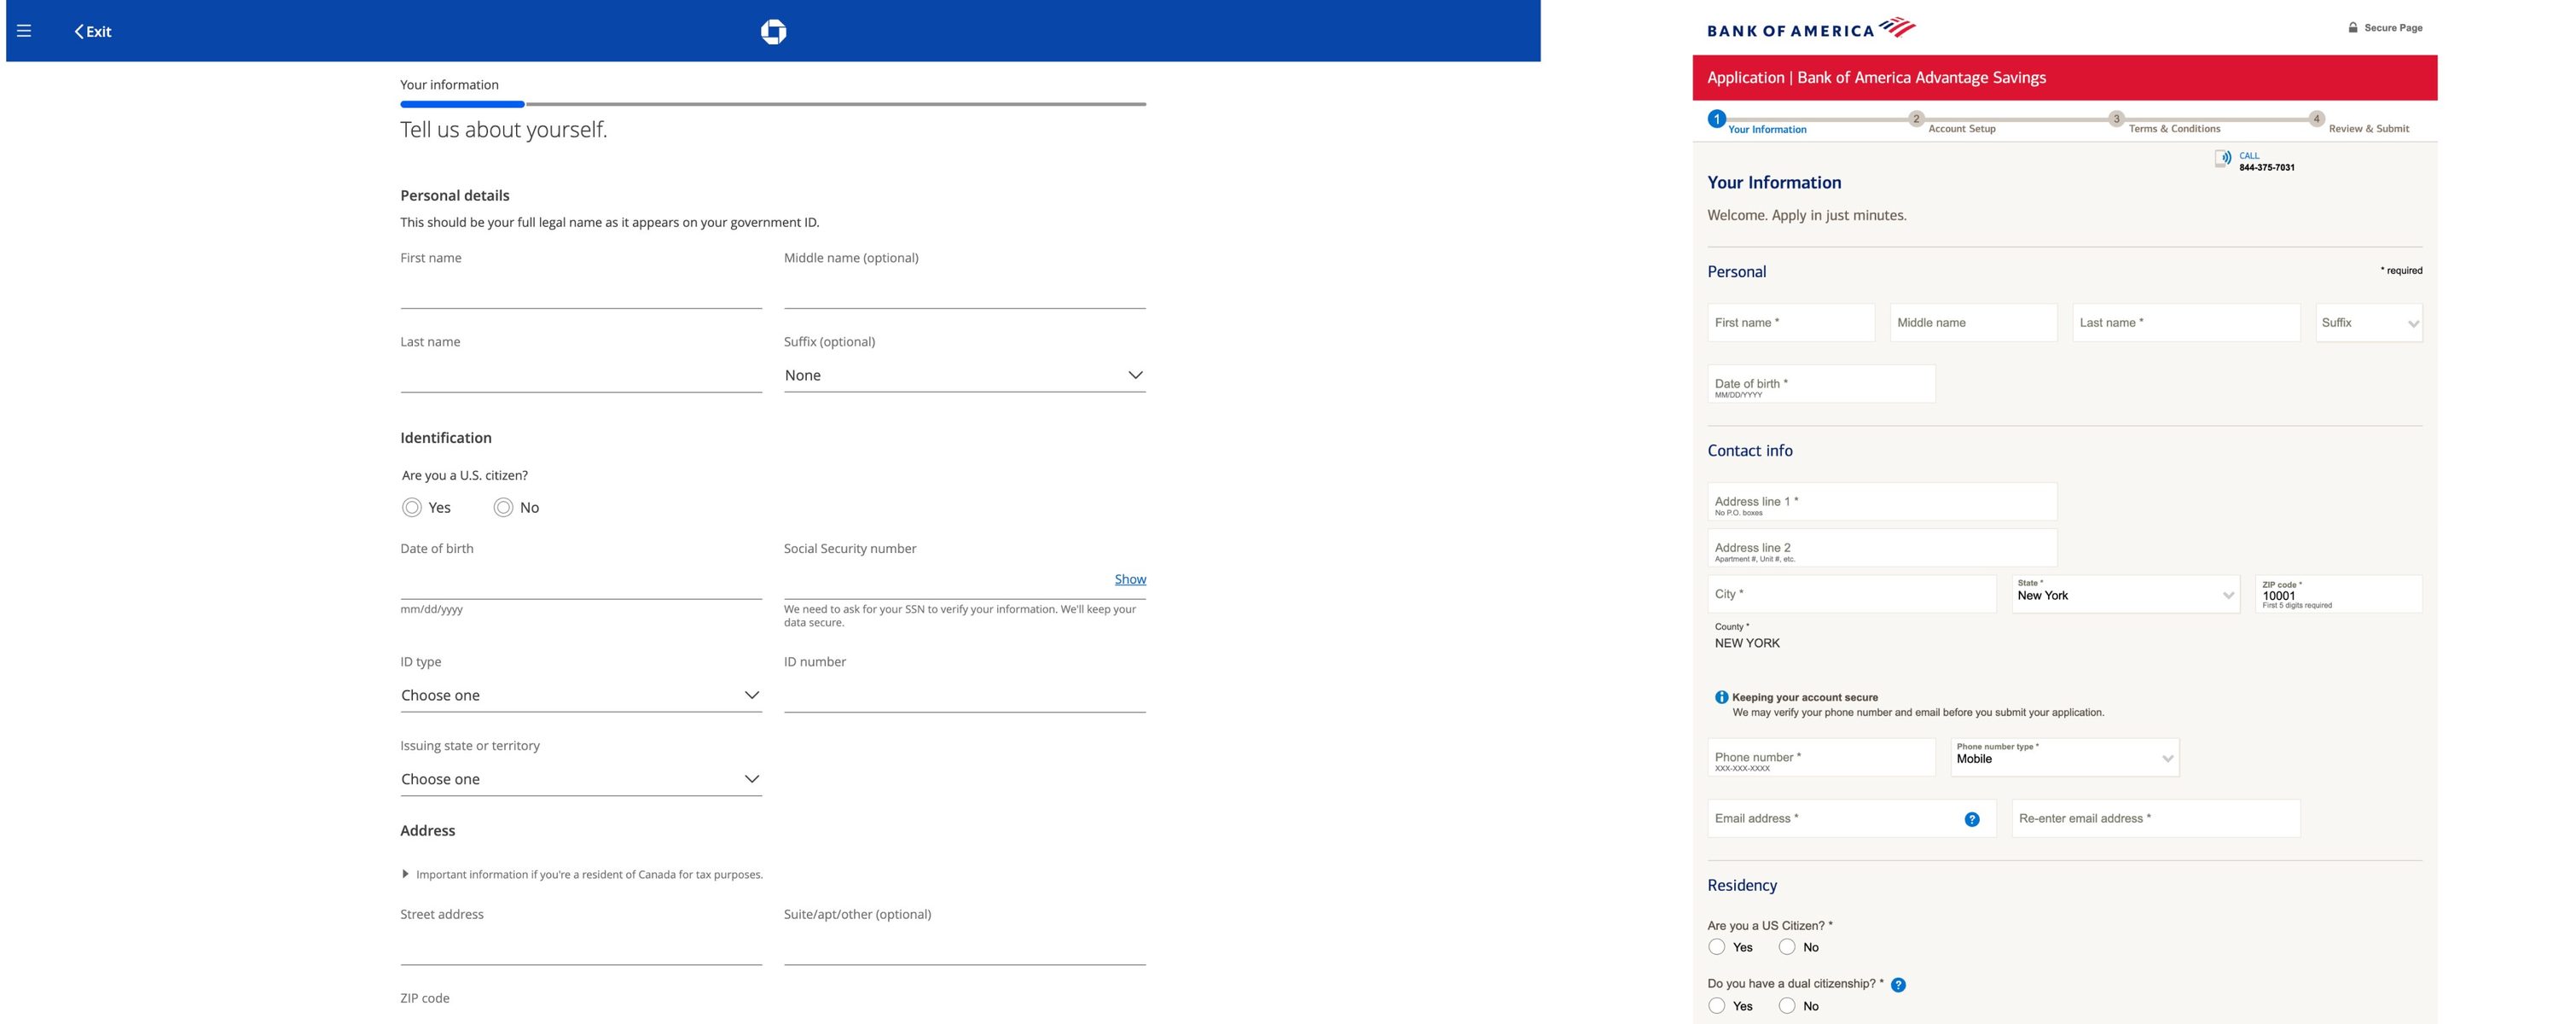 Exit
Your information
Tell us about yourself.
Personal details
This should be your full legal name as it appears on your government ID.
First name
Middle name (optional)
Last name
Suffix (optional)
None
Identification
Are you a U.S. citizen?
Yes No
Date of birth
Social Security number
Show
mm/dd/yyyy
We need to ask for your SSN to verify your information. We'll keep your
data secure.
ID type
ID number
Choose one
Issuing state or territory
Choose one
Address
Important information if you're a resident of Canada for tax purposes.
Street address
Suite/apt/other (optional)
ZIP code
BANK OF AMERICA
Secure Page
Application | Bank of America Advantage Savings
1 Your Information
2 Account Setup
3 Terms & Conditions
4 Review & Submit
CALL
844-375-7031
Your Information
Welcome. Apply in just minutes.
Personal
* required
First name *
Middle name
Last name *
Suffix
Date of birth *
MM/DD/YYYY
Contact info
Address line 1 *
No P.O. boxes
Address line 2
Apartment #, Unit #, etc.
City *
State *
New York
ZIP code *
10001
First 5 digits required
County *
NEW YORK
Keeping your account secure
We may verify your phone number and email before you submit your application.
Phone number *
XXX-XXX-XXXX
Phone number type *
Mobile
Email address *
?
Re-enter email address *
Residency
Are you a US Citizen? *
Yes No
Do you have a dual citizenship? * ?
Yes No